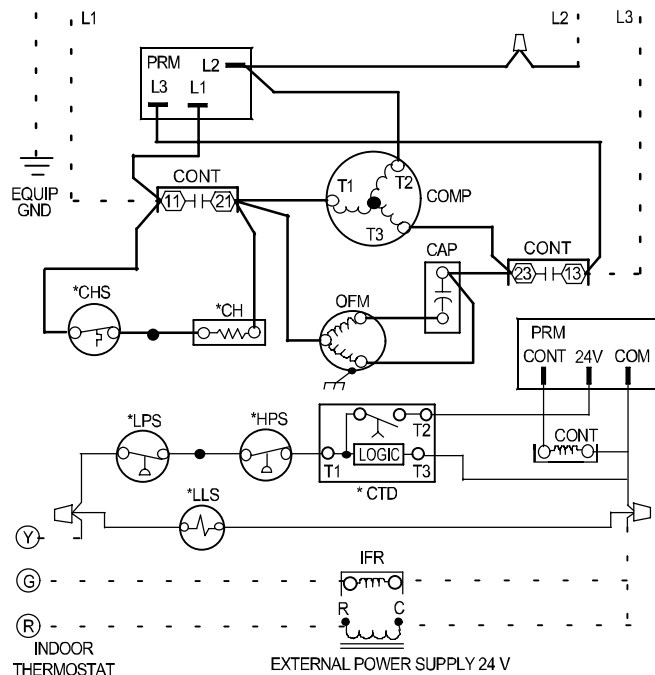 L1
L2
L3
PRM
L2
L3
L1
EQUIP
GND
CONT
11
21
T1
T2
T3
COMP
CAP
CONT
23
13
*CHS
*CH
OFM
PRM
CONT
24V
COM
*LPS
*HPS
T2
CONT
T1
LOGIC
T3
* CTD
*LLS
Y
IFR
G
R
C
R
INDOOR
THERMOSTAT
EXTERNAL POWER SUPPLY 24 V